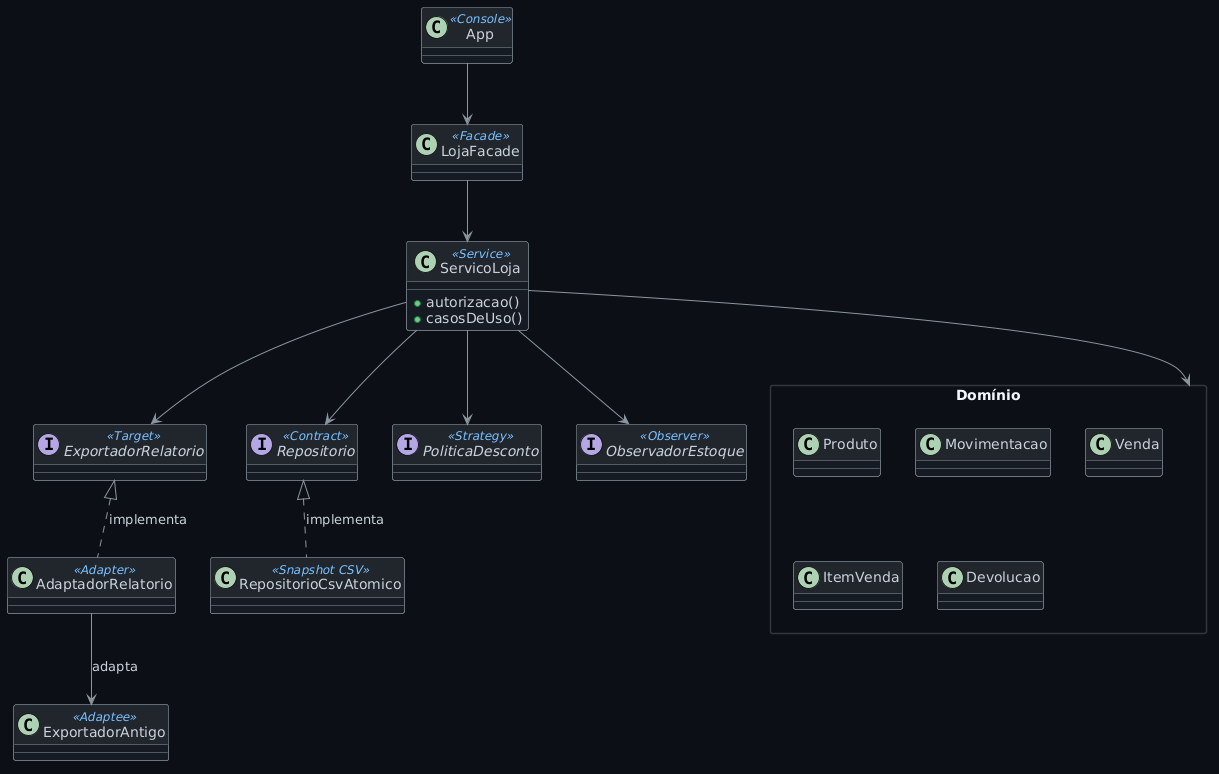 «Console»
C App
«Facade»
C LojaFacade
«Service»
C ServicoLoja
autorizacao()
casosDeUso()
Domínio
«Target»
I ExportadorRelatorio
«Contract»
I Repositorio
«Strategy»
I PoliticaDesconto
«Observer»
I ObservadorEstoque
C Produto
C Movimentacao
C Venda
implementa
implementa
«Adapter»
C AdaptadorRelatorio
«Snapshot CSV»
C RepositorioCsvAtomico
C ItemVenda
C Devolucao
adapta
«Adaptee»
C ExportadorAntigo